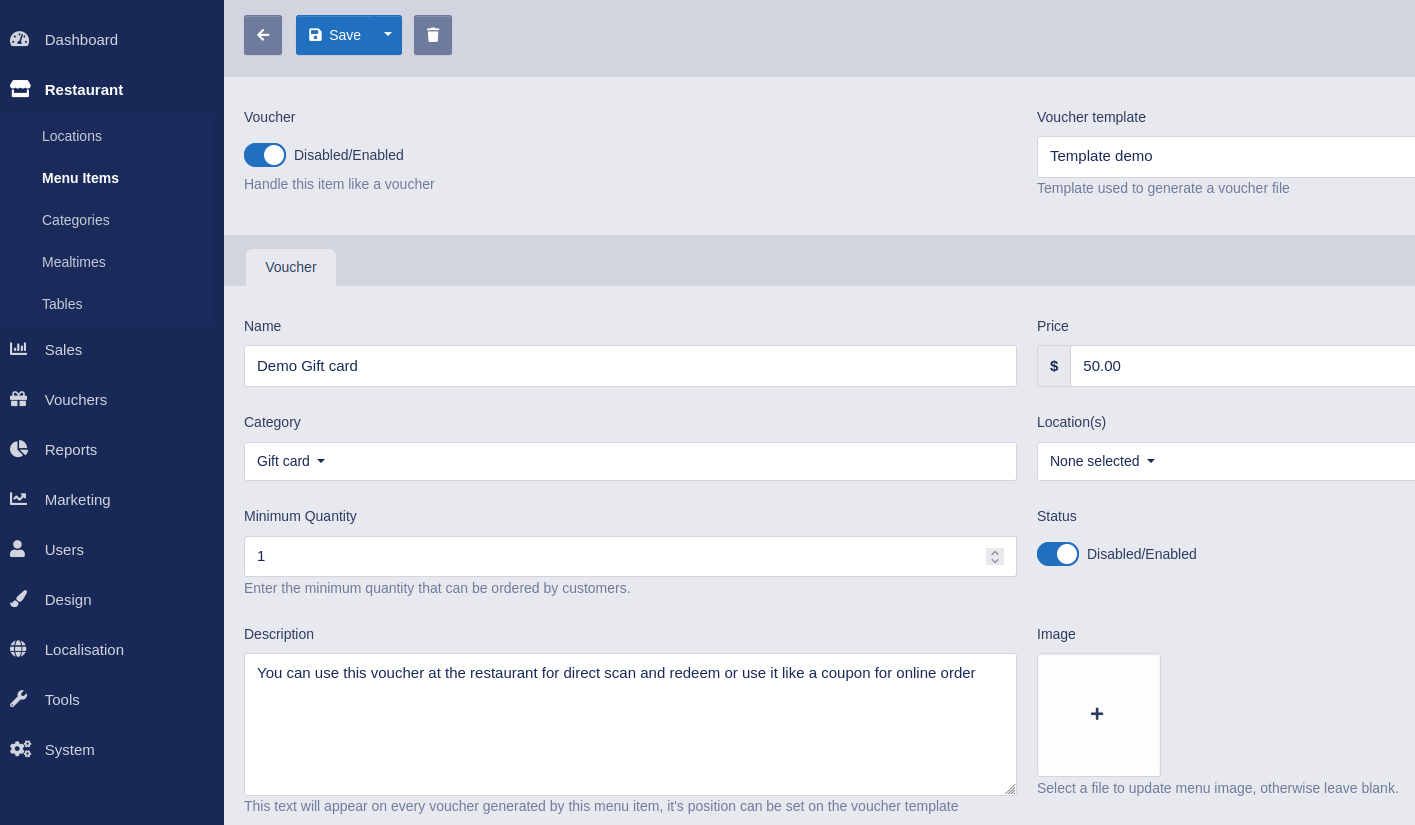 Dashboard
Restaurant
Locations
Menu Items
Categories
Mealtimes
Tables
Sales
Vouchers
Reports
Marketing
Users
Design
Localisation
Tools
System
Save
Voucher
Disabled/Enabled
Handle this item like a voucher
Voucher template
Template demo
Template used to generate a voucher file
Voucher
Name
Demo Gift card
Price
$ 50.00
Category
Gift card
Location(s)
None selected
Minimum Quantity
1
Enter the minimum quantity that can be ordered by customers.
Status
Disabled/Enabled
Description
You can use this voucher at the restaurant for direct scan and redeem or use it like a coupon for online order
This text will appear on every voucher generated by this menu item, it's position can be set on the voucher template
Image
+
Select a file to update menu image, otherwise leave blank.